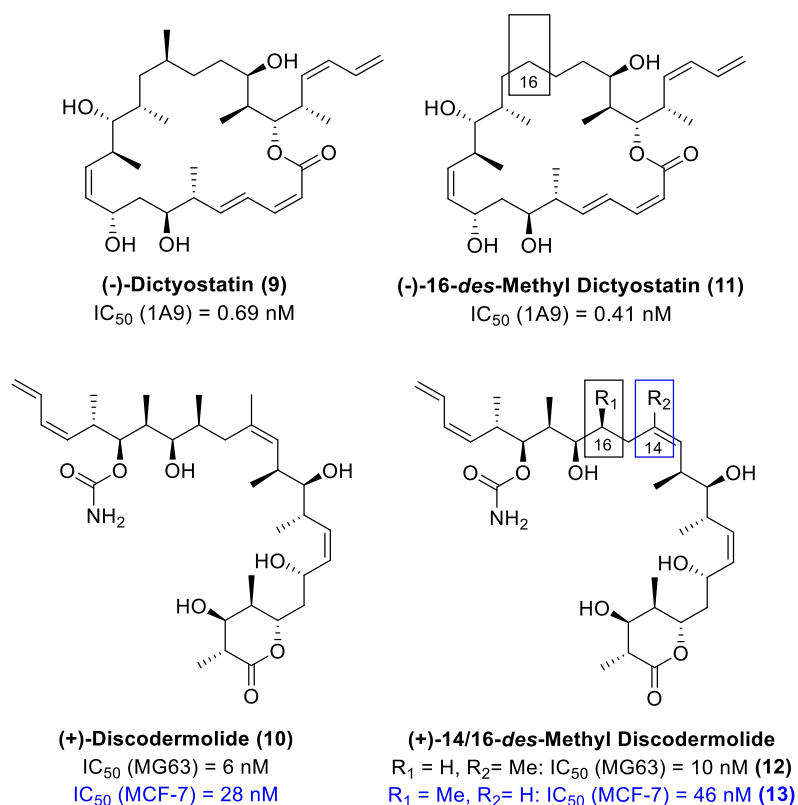 OH
HO
O
O
OH
OH
(-)-Dictyostatin (9)
IC50 (1A9) = 0.69 nM
16
OH
HO
O
O
OH
OH
(-)-16-des-Methyl Dictyostatin (11)
IC50 (1A9) = 0.41 nM
O
O
NH2
OH
OH
HO
HO
O
O
(+)-Discodermolide (10)
IC50 (MG63) = 6 nM
IC50 (MCF-7) = 28 nM
R1
R2
16
14
O
O
NH2
OH
OH
HO
HO
O
O
(+)-14/16-des-Methyl Discodermolide
R1 = H, R2= Me: IC50 (MG63) = 10 nM (12)
R1 = Me, R2= H: IC50 (MCF-7) = 46 nM (13)